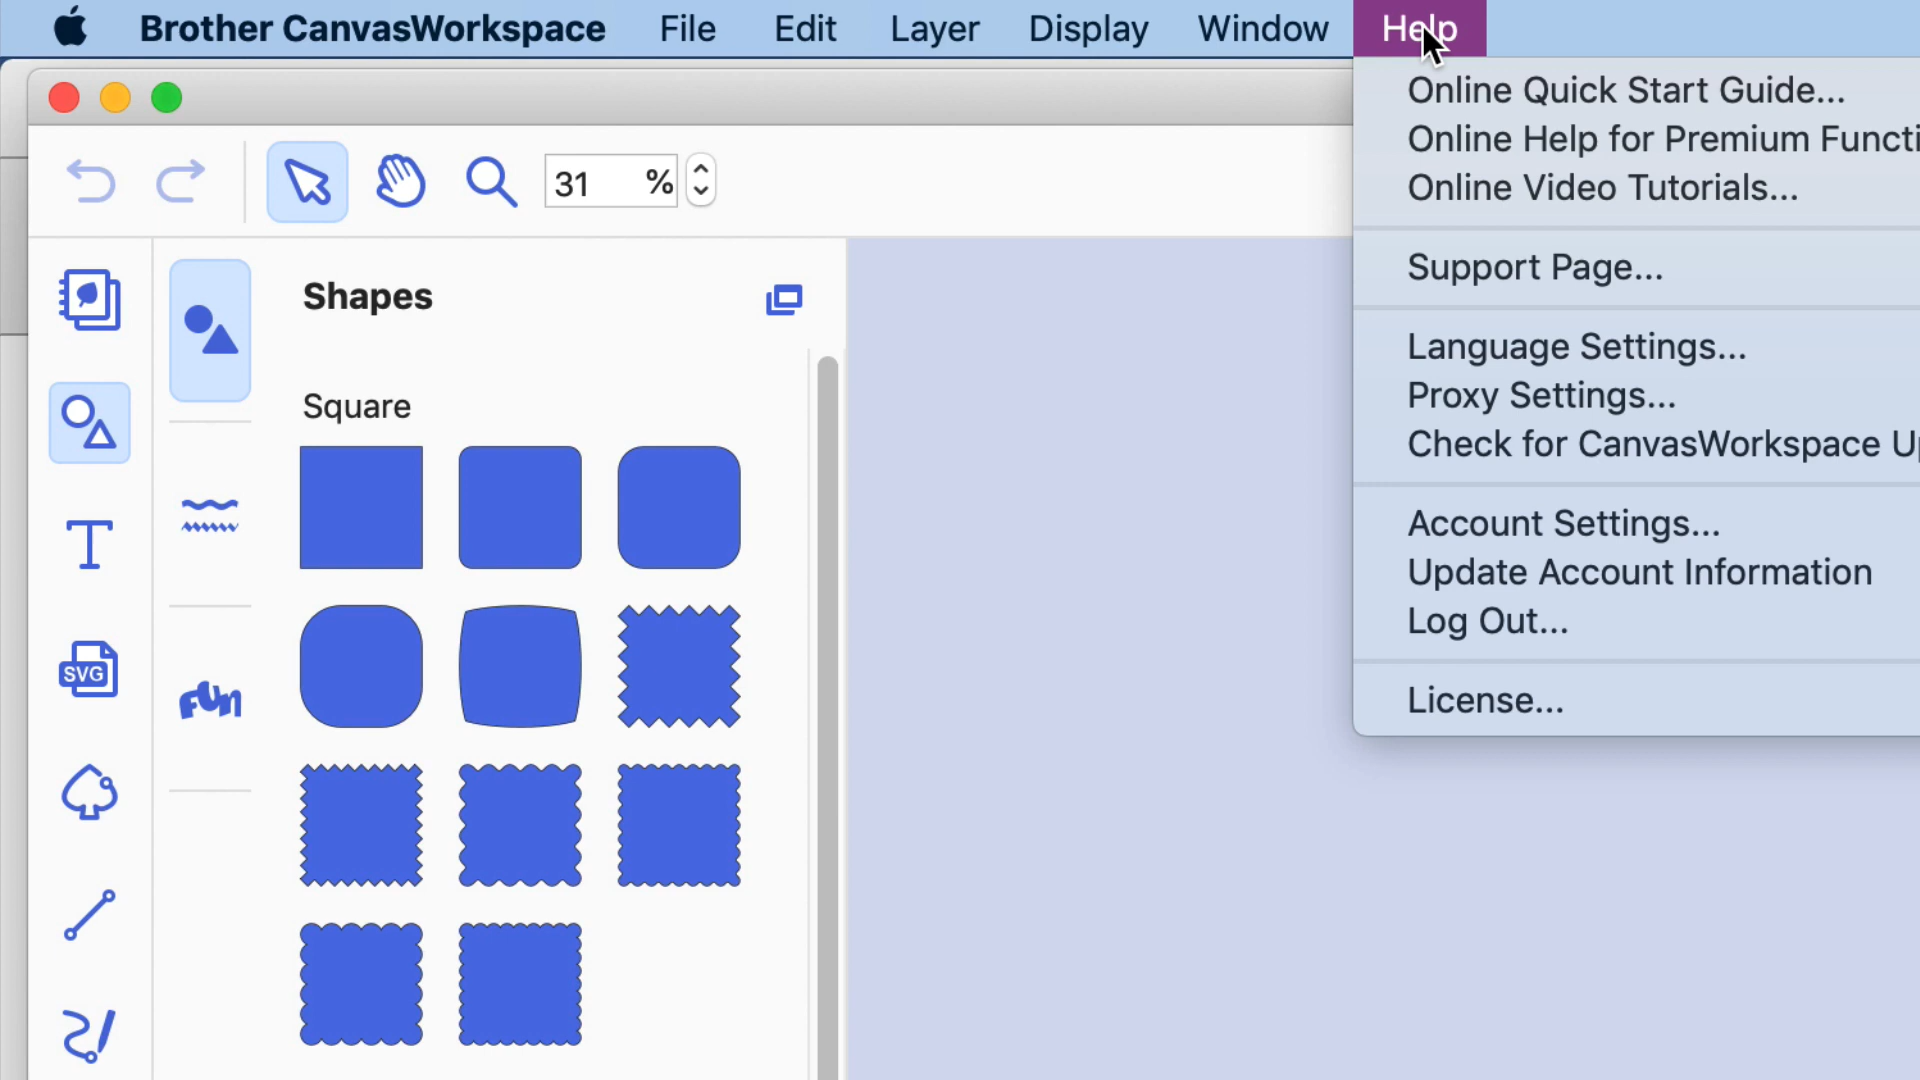 Brother CanvasWorkspace File Edit Layer Display Window Help
Online Quick Start Guide...
Online Help for Premium Functi
Online Video Tutorials...
Support Page...
Language Settings...
Proxy Settings...
Check for CanvasWorkspace Up
Account Settings...
Update Account Information
Log Out...
License...
31 %
Shapes
Square
T
SVG
FUN